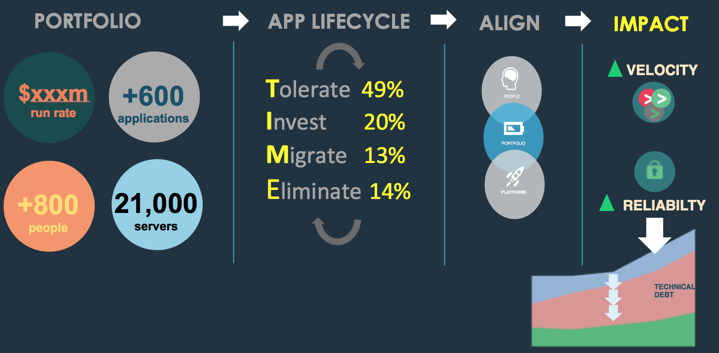 PORTFOLIO
APP LIFECYCLE
ALIGN
IMPACT
$xxxm
run rate
+600
applications
+800
people
21,000
servers
Tolerate 49%
Invest 20%
Migrate 13%
Eliminate 14%
PEOPLE
PORTFOLIO
PLATFORMS
VELOCITY
RELIABILTY
TECHNICAL
DEBT